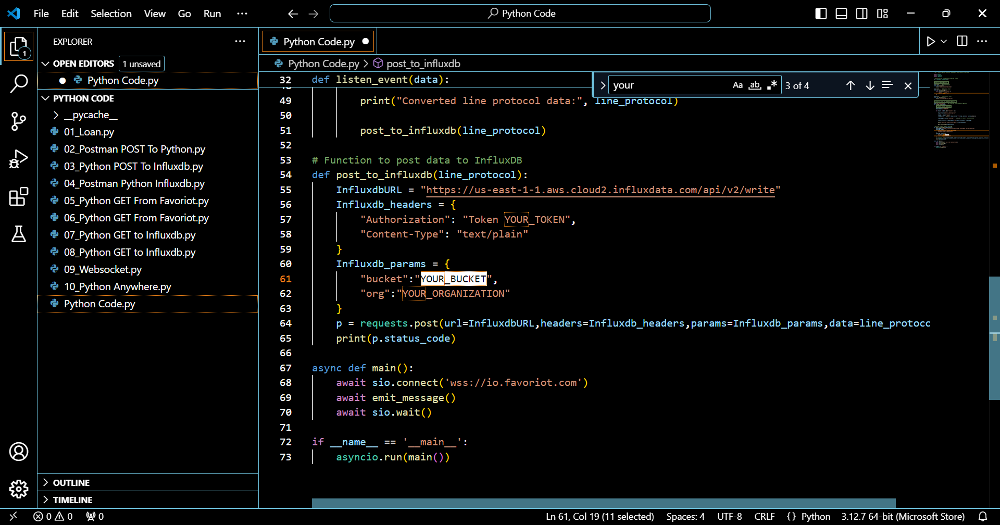 File Edit Selection View Go Run ···
Python Code
EXPLORER
OPEN EDITORS 1 unsaved
Python Code.py
PYTHON CODE
__pycache__
01_Loan.py
02_Postman POST To Python.py
03_Python POST To Influxdb.py
04_Postman Python Influxdb.py
05_Python GET From Favoriot.py
06_Python GET From Favoriot.py
07_Python GET to Influxdb.py
08_Python GET to Influxdb.py
09_Websocket.py
10_Python Anywhere.py
Python Code.py
OUTLINE
TIMELINE
Python Code.py
Python Code.py > post_to_influxdb
your Aa ab .* 3 of 4
32 def listen_event(data):
49 print("Converted line protocol data:", line_protocol)
50
51 post_to_influxdb(line_protocol)
52
53 # Function to post data to InfluxDB
54 def post_to_influxdb(line_protocol):
55 InfluxdbURL = "https://us-east-1-1.aws.cloud2.influxdata.com/api/v2/write"
56 Influxdb_headers = {
57 "Authorization": "Token YOUR_TOKEN",
58 "Content-Type": "text/plain"
59 }
60 Influxdb_params = {
61 "bucket":"YOUR_BUCKET",
62 "org":"YOUR_ORGANIZATION"
63 }
64 p = requests.post(url=InfluxdbURL,headers=Influxdb_headers,params=Influxdb_params,data=line_protoc
65 print(p.status_code)
66
67 async def main():
68 await sio.connect('wss://io.favoriot.com')
69 await emit_message()
70 await sio.wait()
71
72 if __name__ == '__main__':
73 asyncio.run(main())
1
0 0 0
Ln 61, Col 19 (11 selected) Spaces: 4 UTF-8 CRLF {} Python 3.12.7 64-bit (Microsoft Store)